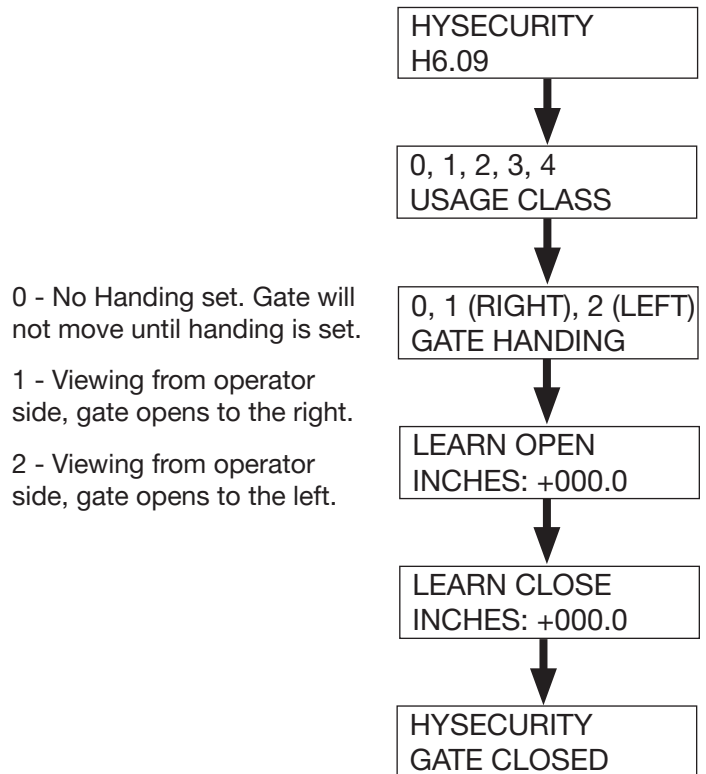 HYSECURITY
H6.09
0, 1, 2, 3, 4
USAGE CLASS
0 - No Handing set. Gate will
not move until handing is set.
1 - Viewing from operator
side, gate opens to the right.
2 - Viewing from operator
side, gate opens to the left.
0, 1 (RIGHT), 2 (LEFT)
GATE HANDING
LEARN OPEN
INCHES: +000.0
LEARN CLOSE
INCHES: +000.0
HYSECURITY
GATE CLOSED